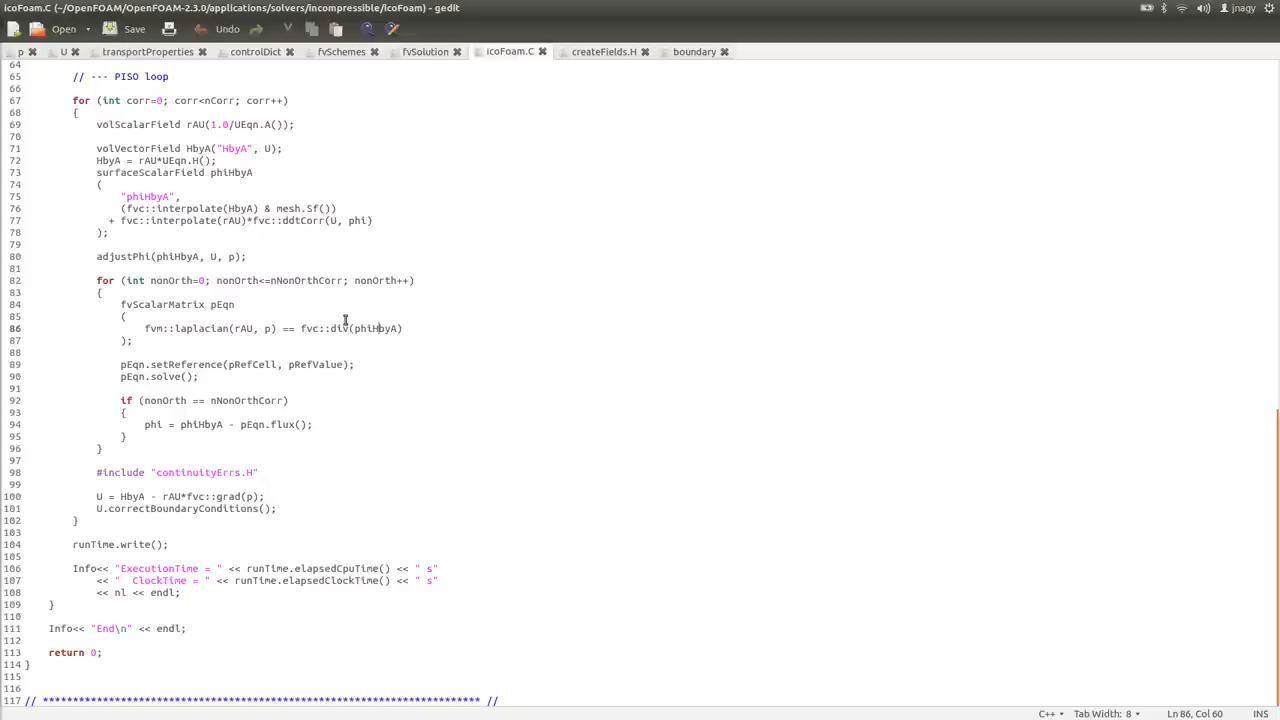 icoFoam.C (~/OpenFOAM/OpenFOAM-2.3.0/applications/solvers/incompressible/icoFoam) - gedit
jnagy
Open Save Undo
p U transportProperties controlDict fvSchemes fvSolution icoFoam.C createFields.H boundary
64
65 // --- PISO loop
66
67 for (int corr=0; corr<nCorr; corr++)
68 {
69 volScalarField rAU(1.0/UEqn.A());
70
71 volVectorField HbyA("HbyA", U);
72 HbyA = rAU*UEqn.H();
73 surfaceScalarField phiHbyA
74 (
75 "phiHbyA",
76 (fvc::interpolate(HbyA) & mesh.Sf())
77 + fvc::interpolate(rAU)*fvc::ddtCorr(U, phi)
78 );
79
80 adjustPhi(phiHbyA, U, p);
81
82 for (int nonOrth=0; nonOrth<=nNonOrthCorr; nonOrth++)
83 {
84 fvScalarMatrix pEqn
85 (
86 fvm::laplacian(rAU, p) == fvc::div(phiHbyA)
87 );
88
89 pEqn.setReference(pRefCell, pRefValue);
90 pEqn.solve();
91
92 if (nonOrth == nNonOrthCorr)
93 {
94 phi = phiHbyA - pEqn.flux();
95 }
96 }
97
98 #include "continuityErrs.H"
99
100 U = HbyA - rAU*fvc::grad(p);
101 U.correctBoundaryConditions();
102 }
103
104 runTime.write();
105
106 Info<< "ExecutionTime = " << runTime.elapsedCpuTime() << " s"
107 << "  ClockTime = " << runTime.elapsedClockTime() << " s"
108 << nl << endl;
109 }
110
111 Info<< "End\n" << endl;
112
113 return 0;
114 }
115
116
117 // ************************************************************************* //
C++ Tab Width: 8 Ln 86, Col 60 INS